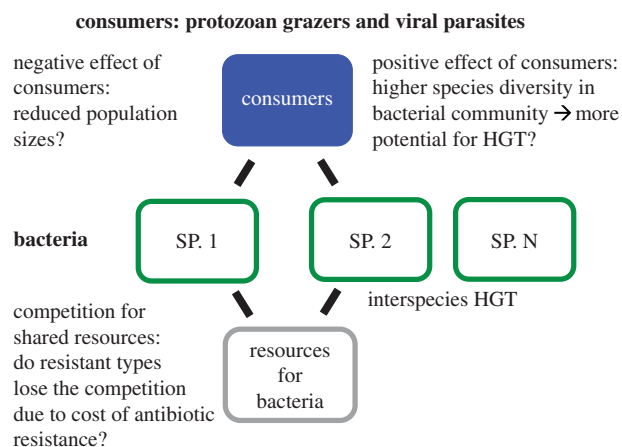 consumers: protozoan grazers and viral parasites
negative effect of
consumers:
reduced population
sizes?
consumers
positive effect of consumers:
higher species diversity in
bacterial community → more
potential for HGT?
bacteria
SP. 1
SP. 2
SP. N
interspecies HGT
competition for
shared resources:
do resistant types
lose the competition
due to cost of antibiotic
resistance?
resources
for
bacteria